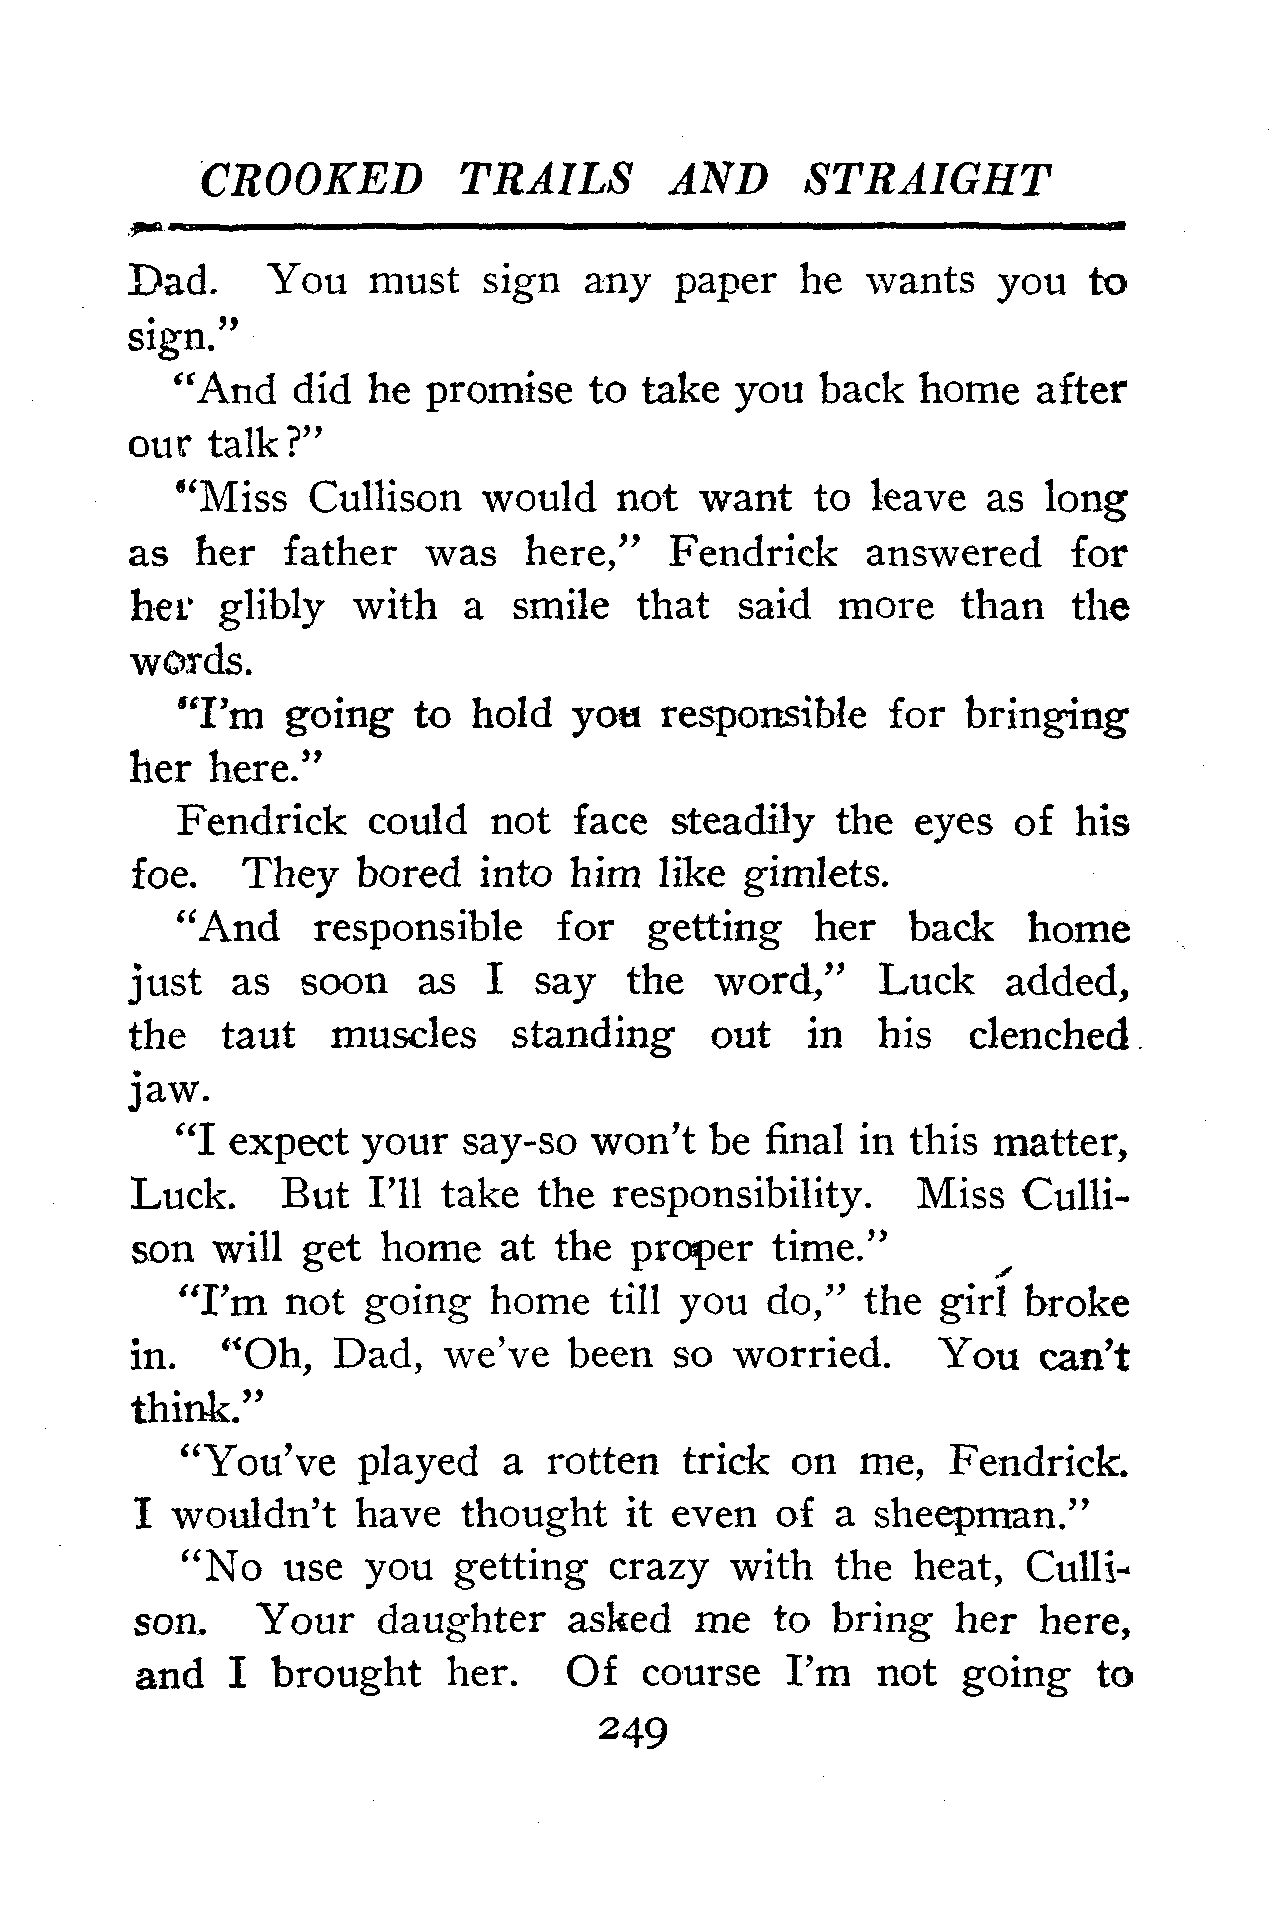 CROOKED TRAILS AND STRAIGHT
Dad. You must sign any paper he wants you to
sign."
"And did he promise to take you back home after
our talk?"
"Miss Cullison would not want to leave as long
as her father was here," Fendrick answered for
her glibly with a smile that said more than the
words.
"I'm going to hold you responsible for bringing
her here."
Fendrick could not face steadily the eyes of his
foe. They bored into him like gimlets.
"And responsible for getting her back home
just as soon as I say the word," Luck added,
the taut muscles standing out in his clenched
jaw.
"I expect your say-so won't be final in this matter,
Luck. But I'll take the responsibility. Miss Culli-
son will get home at the proper time."
"I'm not going home till you do," the girl broke
in. "Oh, Dad, we've been so worried. You can't
think."
"You've played a rotten trick on me, Fendrick.
I wouldn't have thought it even of a sheepman."
"No use you getting crazy with the heat, Culli-
son. Your daughter asked me to bring her here,
and I brought her. Of course I'm not going to
249